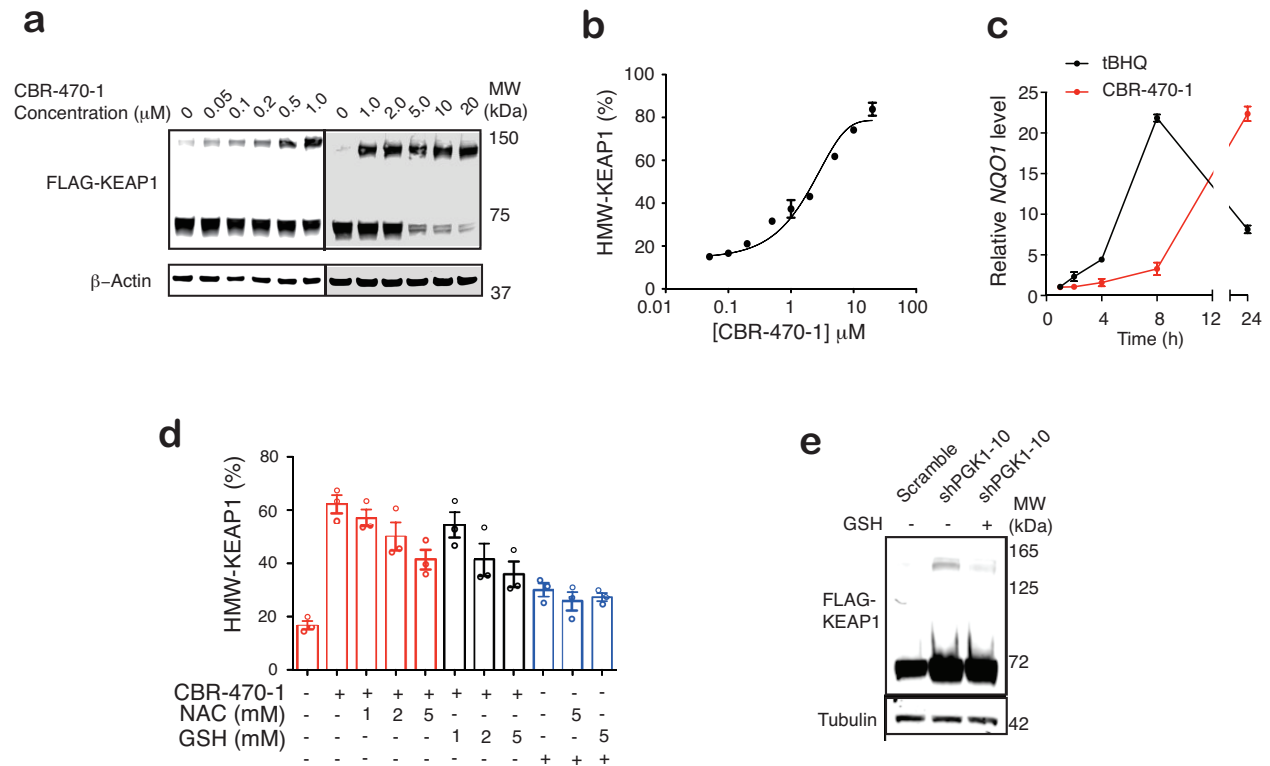 a
CBR-470-1
Concentration (μM)
0 0.05 0.1 0.2 0.5 1.0 0 1.0 2.0 5.0 10 20
MW
(kDa)
150
FLAG-KEAP1
75
β–Actin
37
b
HMW-KEAP1 (%)
100
80
60
40
20
0
0.01 0.1 1 10 100
[CBR-470-1] μM
c
tBHQ
CBR-470-1
Relative NQO1 level
25
20
15
10
5
0
0 4 8 12 24
Time (h)
d
HMW-KEAP1 (%)
80
60
40
20
0
CBR-470-1 - + + + + + + + - - -
NAC (mM) - - 1 2 5 - - - - 5 -
GSH (mM) - - - - - 1 2 5 - - 5
- - - - - - - - + + +
e
Scramble
shPGK1-10
shPGK1-10
GSH - - +
MW
(kDa)
165
125
FLAG-
KEAP1
72
Tubulin
42